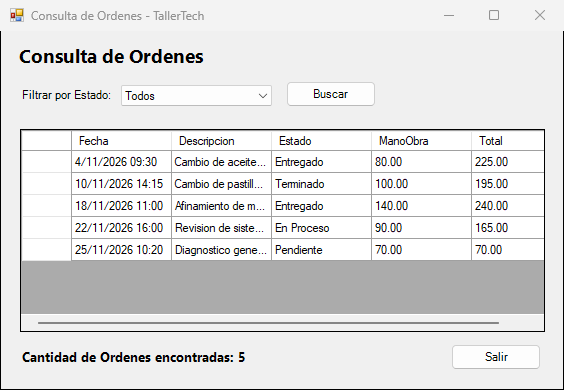 Consulta de Ordenes - TallerTech
Consulta de Ordenes
Filtrar por Estado: Todos Buscar
Fecha Descripcion Estado ManoObra Total
4/11/2026 09:30 Cambio de aceite... Entregado 80.00 225.00
10/11/2026 14:15 Cambio de pastill... Terminado 100.00 195.00
18/11/2026 11:00 Afinamiento de m... Entregado 140.00 240.00
22/11/2026 16:00 Revision de siste... En Proceso 90.00 165.00
25/11/2026 10:20 Diagnostico gene... Pendiente 70.00 70.00
Cantidad de Ordenes encontradas: 5 Salir